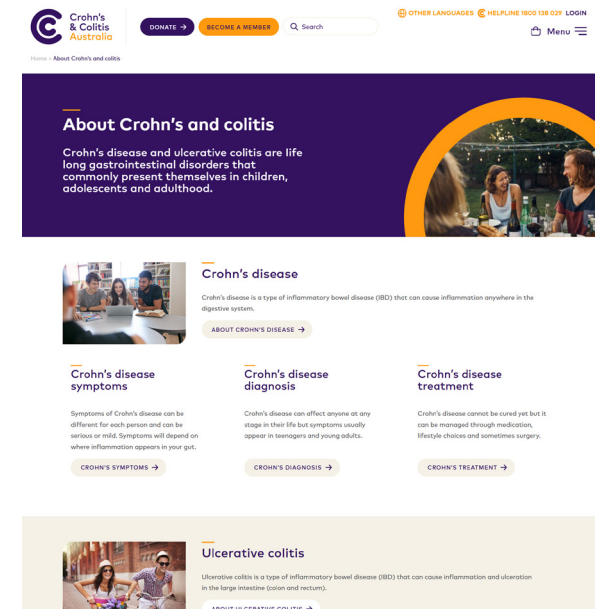 Crohn's
& Colitis
Australia
DONATE →
BECOME A MEMBER
Search
OTHER LANGUAGES
HELPLINE 1800 138 029
LOGIN
Menu
Home > About Crohn's and colitis
About Crohn's and colitis
Crohn's disease and ulcerative colitis are life
long gastrointestinal disorders that
commonly present themselves in children,
adolescents and adulthood.
Crohn's disease
Crohn's disease is a type of inflammatory bowel disease (IBD) that can cause inflammation anywhere in the
digestive system.
ABOUT CROHN'S DISEASE →
Crohn's disease
symptoms
Symptoms of Crohn's disease can be
different for each person and can be
serious or mild. Symptoms will depend on
where inflammation appears in your gut.
CROHN'S SYMPTOMS →
Crohn's disease
diagnosis
Crohn's disease can affect anyone at any
stage in their life but symptoms usually
appear in teenagers and young adults.
CROHN'S DIAGNOSIS →
Crohn's disease
treatment
Crohn's disease cannot be cured yet but it
can be managed through medication,
lifestyle choices and sometimes surgery.
CROHN'S TREATMENT →
Ulcerative colitis
Ulcerative colitis is a type of inflammatory bowel disease (IBD) that can cause inflammation and ulceration
in the large intestine (colon and rectum).
ABOUT ULCERATIVE COLITIS →